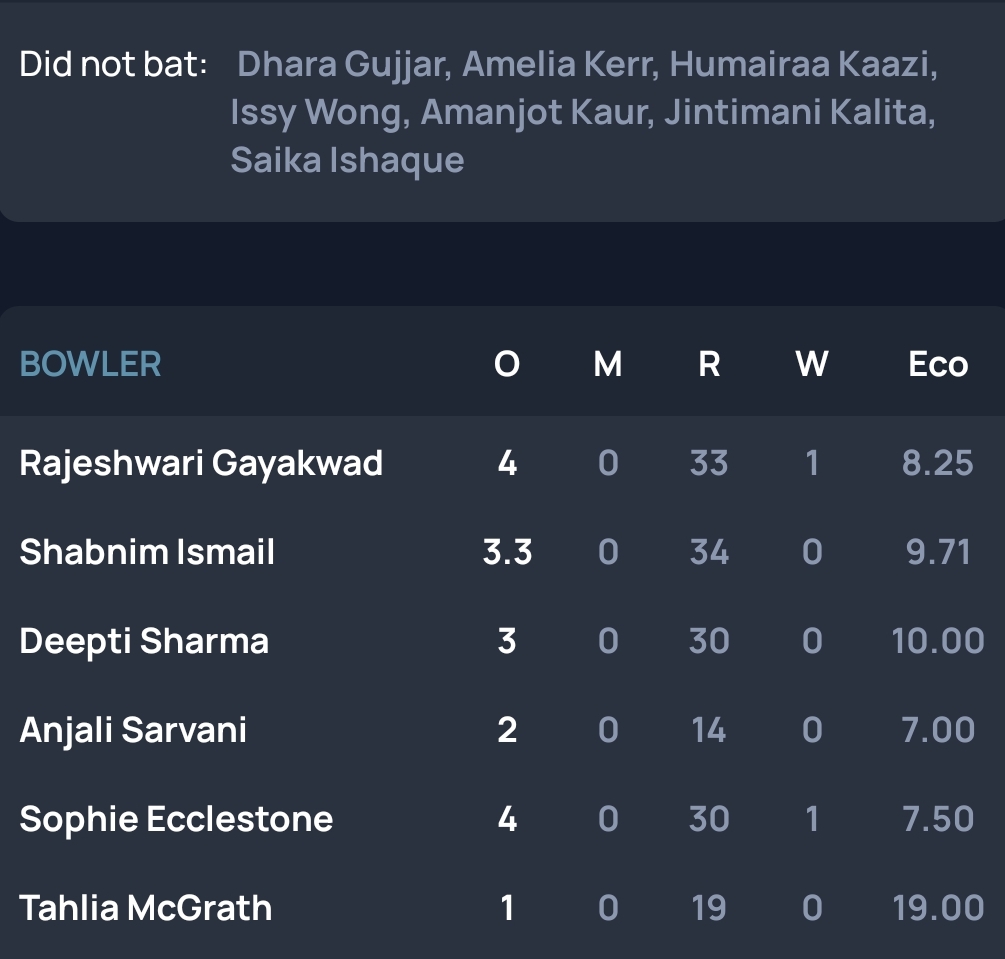 Did not bat: Dhara Gujjar, Amelia Kerr, Humairaa Kaazi,
Issy Wong, Amanjot Kaur, Jintimani Kalita,
Saika Ishaque
BOWLER O M R W Eco
Rajeshwari Gayakwad 4 0 33 1 8.25
Shabnim Ismail 3.3 0 34 0 9.71
Deepti Sharma 3 0 30 0 10.00
Anjali Sarvani 2 0 14 0 7.00
Sophie Ecclestone 4 0 30 1 7.50
Tahlia McGrath 1 0 19 0 19.00